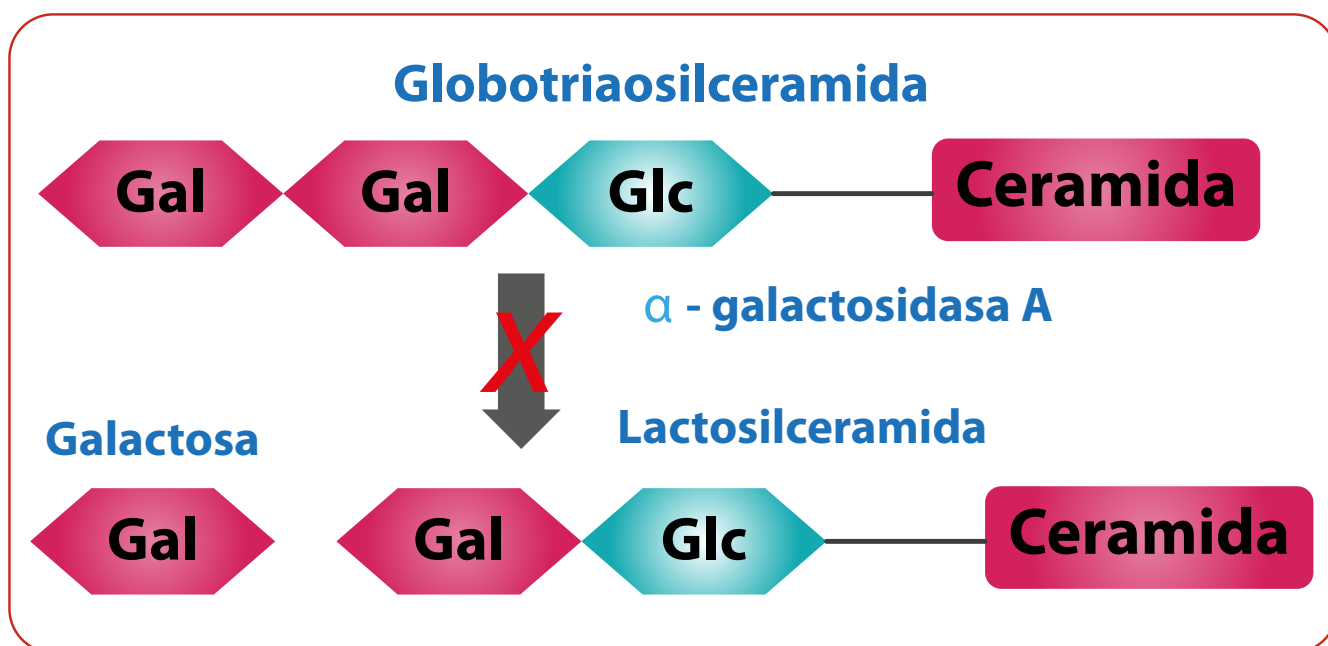 Globotriaosilceramida
Gal Gal Glc Ceramida
X
α - galactosidasa A
Galactosa
Lactosilceramida
Gal Gal Glc Ceramida